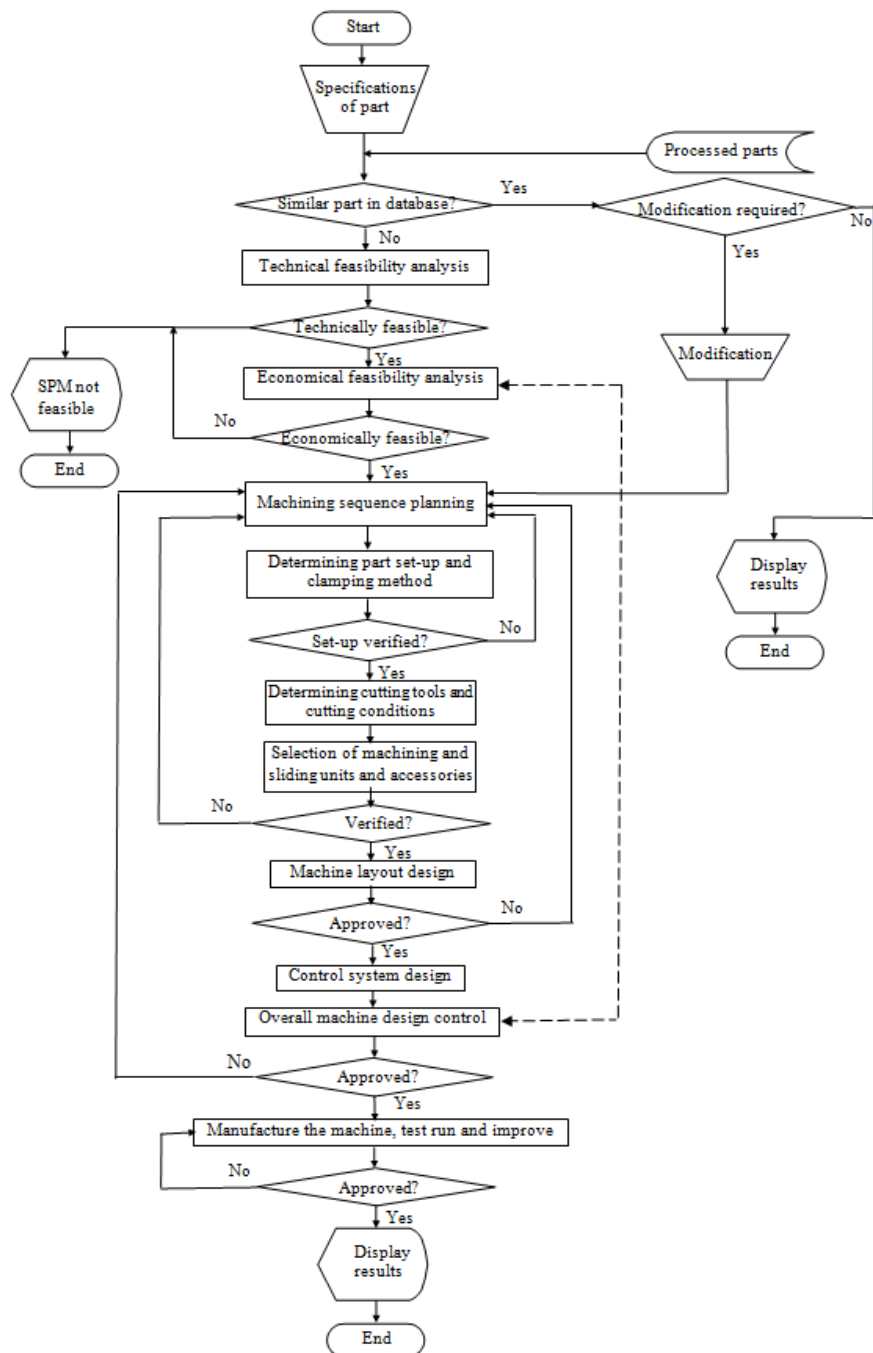 Start
Specifications
of part
Processed parts
Similar part in database?
Yes
Modification required?
No
No
Yes
Technical feasibility analysis
Technically feasible?
Modification
Yes
SPM not
feasible
Economical feasibility analysis
No
Economically feasible?
End
Yes
Machining sequence planning
Determining part set-up and
clamping method
Display
results
No
Set-up verified?
End
Yes
Determining cutting tools and
cutting conditions
Selection of machining and
sliding units and accessories
No
Verified?
Yes
Machine layout design
No
Approved?
Yes
Control system design
Overall machine design control
No
Approved?
Yes
Manufacture the machine, test run and improve
No
Approved?
Yes
Display
results
End